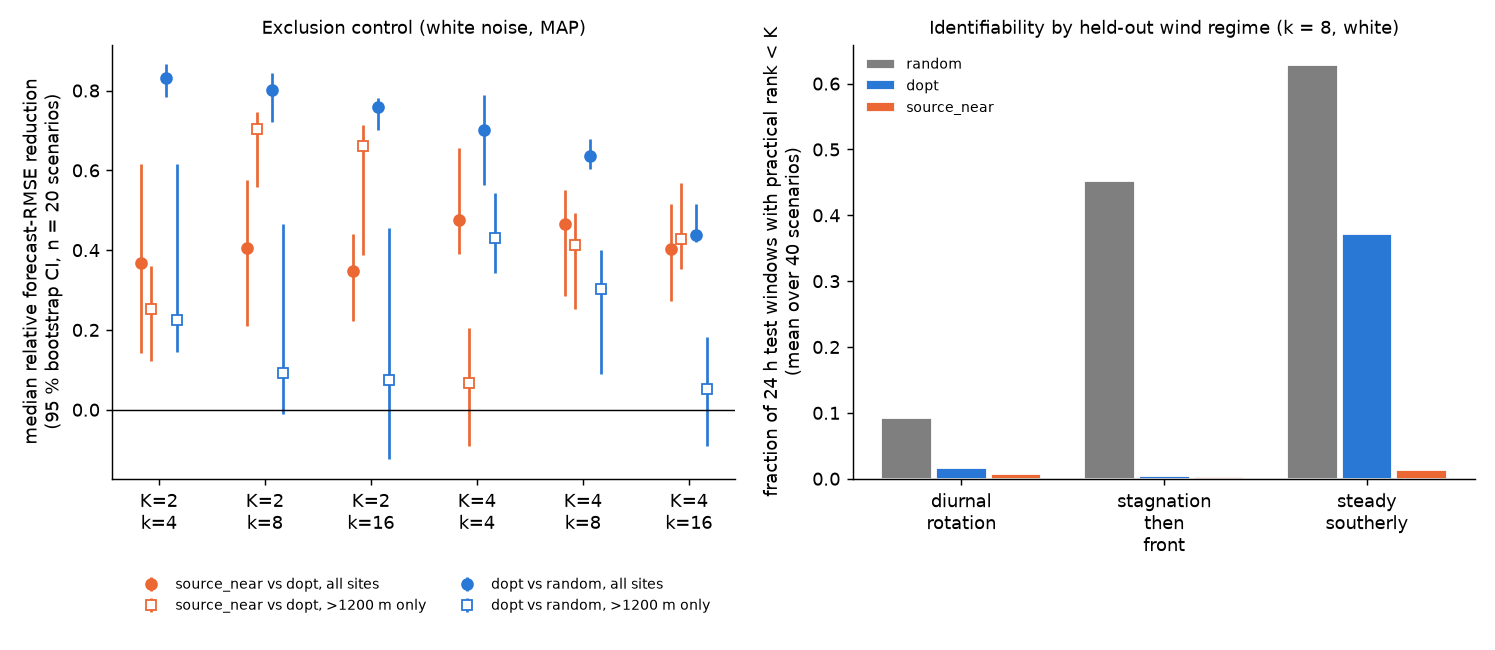 Exclusion control (white noise, MAP)
median relative forecast-RMSE reduction
(95 % bootstrap CI, n = 20 scenarios)
0.8
0.6
0.4
0.2
0.0
K=2
k=4
K=2
k=8
K=2
k=16
K=4
k=4
K=4
k=8
K=4
k=16
source_near vs dopt, all sites
source_near vs dopt, >1200 m only
dopt vs random, all sites
dopt vs random, >1200 m only
Identifiability by held-out wind regime (k = 8, white)
fraction of 24 h test windows with practical rank < K
(mean over 40 scenarios)
0.6
0.5
0.4
0.3
0.2
0.1
0.0
random
dopt
source_near
diurnal
rotation
stagnation
then
front
steady
southerly